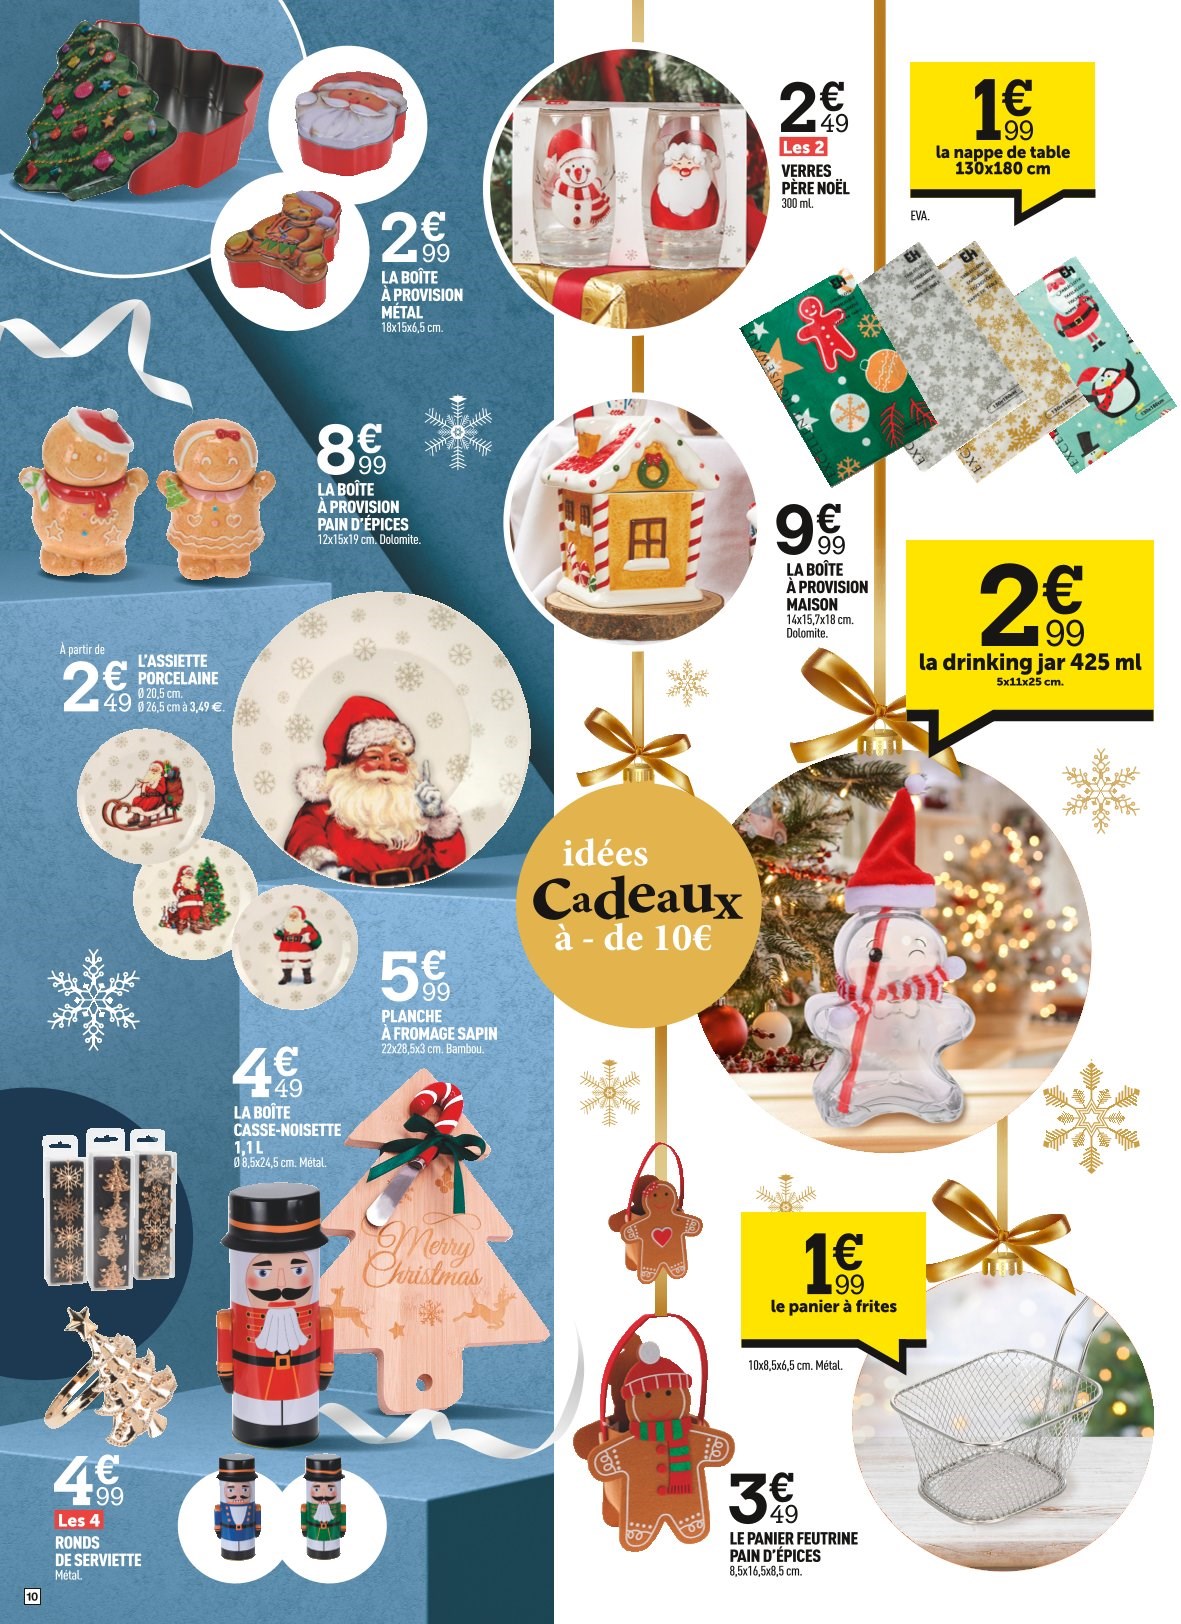 2€99
LA BOÎTE
À PROVISION
MÉTAL
18x15x6,5 cm.
2€49
Les 2
VERRES
PÈRE NOËL
300 ml.
1€99
la nappe de table
130x180 cm
EVA.
8€99
LA BOÎTE
À PROVISION
PAIN D'ÉPICES
12x15x19 cm. Dolomite.
9€99
LA BOÎTE
À PROVISION
MAISON
14x15,7x18 cm.
Dolomite.
2€99
la drinking jar 425 ml
5x11x25 cm.
À partir de
2€49
L'ASSIETTE
PORCELAINE
Ø 20,5 cm.
Ø 26,5 cm à 3,49 €.
idées
Cadeaux
à - de 10€
5€99
PLANCHE
À FROMAGE SAPIN
22x28,5x3 cm. Bambou.
4€49
LA BOÎTE
CASSE-NOISETTE
1,1 L
Ø 8,5x24,5 cm. Métal.
Merry
Christmas
1€99
le panier à frites
10x8,5x6,5 cm. Métal.
4€99
Les 4
RONDS
DE SERVIETTE
Métal.
3€49
LE PANIER FEUTRINE
PAIN D'ÉPICES
8,5x16,5x8,5 cm.
10